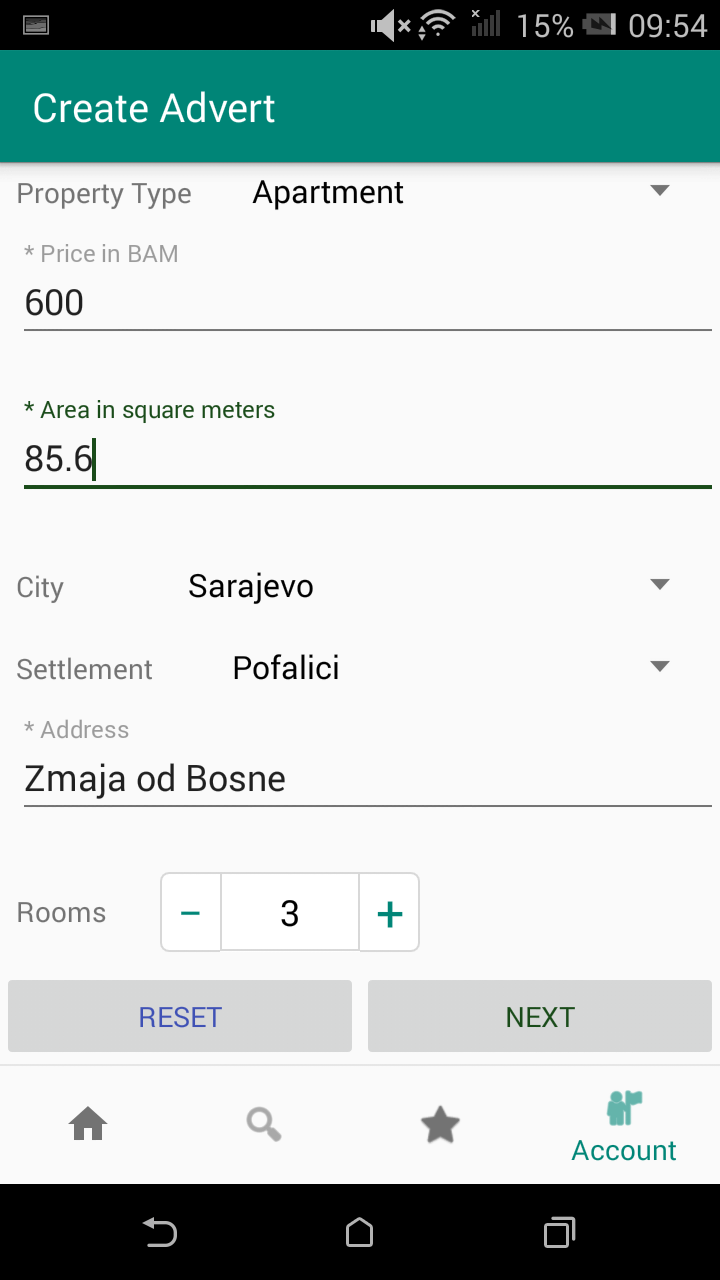 15% 09:54
Create Advert
Property Type Apartment
* Price in BAM
600
* Area in square meters
85.6
City Sarajevo
Settlement Pofalici
* Address
Zmaja od Bosne
Rooms − 3 +
RESET NEXT
Account